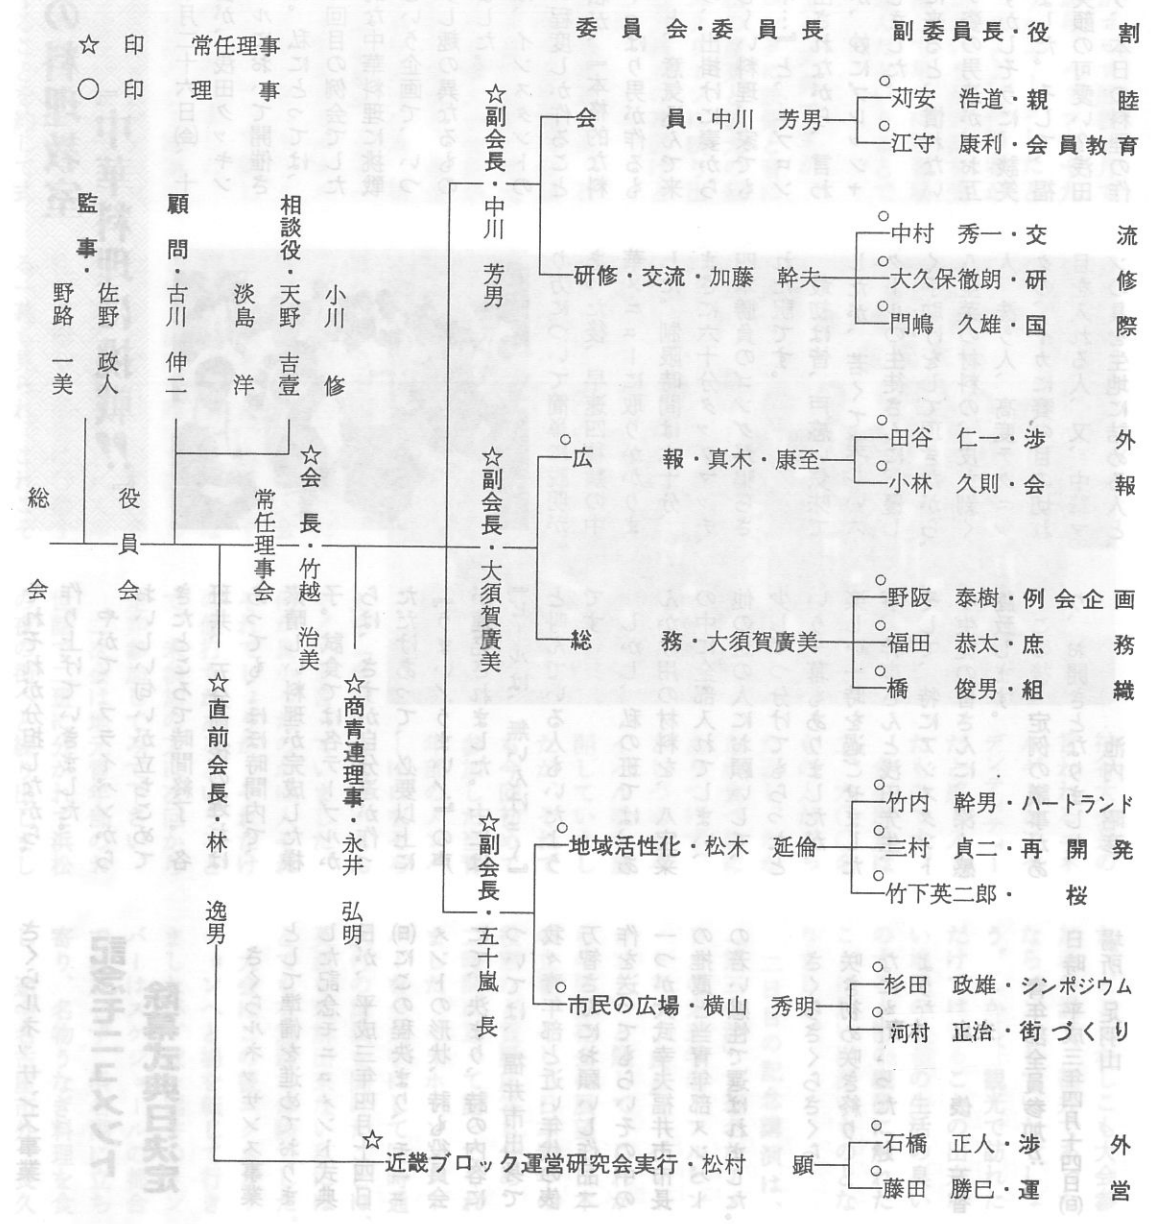 ☆印 常任理事
○印 理事
委員会・委員長
副委員長・役割
監事・佐野 政人
野路 一美
顧問・古川 伸二
相談役・天野 吉壹
小川 修
淡島 洋
総会
役員会
常任理事会
☆会長・竹越 治美
☆直前会長・林 逸男
☆商青連理事・永井 弘明
☆副会長・中川 芳男
○会員・中川 芳男
○苅安 浩道・親睦
○江守 康利・会員教育
○研修・交流・加藤 幹夫
○中村 秀一・交流
○大久保徹朗・研修
○門嶋 久雄・国際
☆副会長・大須賀廣美
○広報・真木・康至
○田谷 仁一・渉外
○小林 久則・会報
総務・大須賀廣美
○野阪 泰樹・例会企画
○福田 恭太・庶務
○橋 俊男・組織
☆副会長・五十嵐 長
○地域活性化・松木 延倫
○竹内 幹男・ハートランド
○三村 貞二・再開発
○竹下英二郎・桜
○市民の広場・横山 秀明
○杉田 政雄・シンポジウム
○河村 正治・街づくり
☆近畿ブロック運営研究会実行・松村 顕
○石橋 正人・渉外
○藤田 勝巳・運営